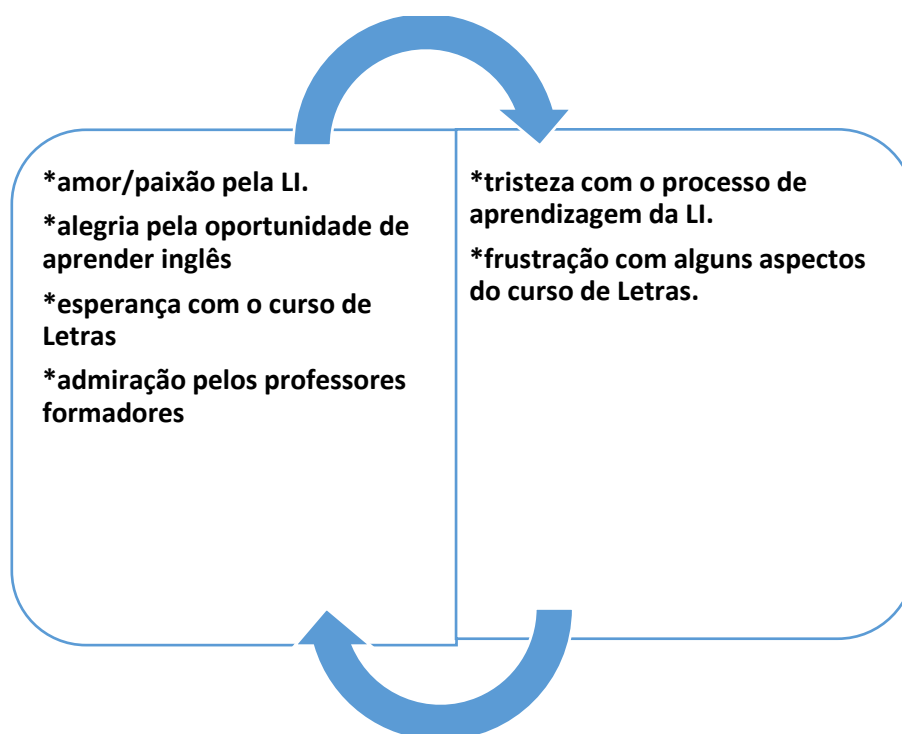 *amor/paixão pela LI.
*alegria pela oportunidade de
aprender inglês
*esperança com o curso de
Letras
*admiração pelos professores
formadores
*tristeza com o processo de
aprendizagem da LI.
*frustração com alguns aspectos
do curso de Letras.